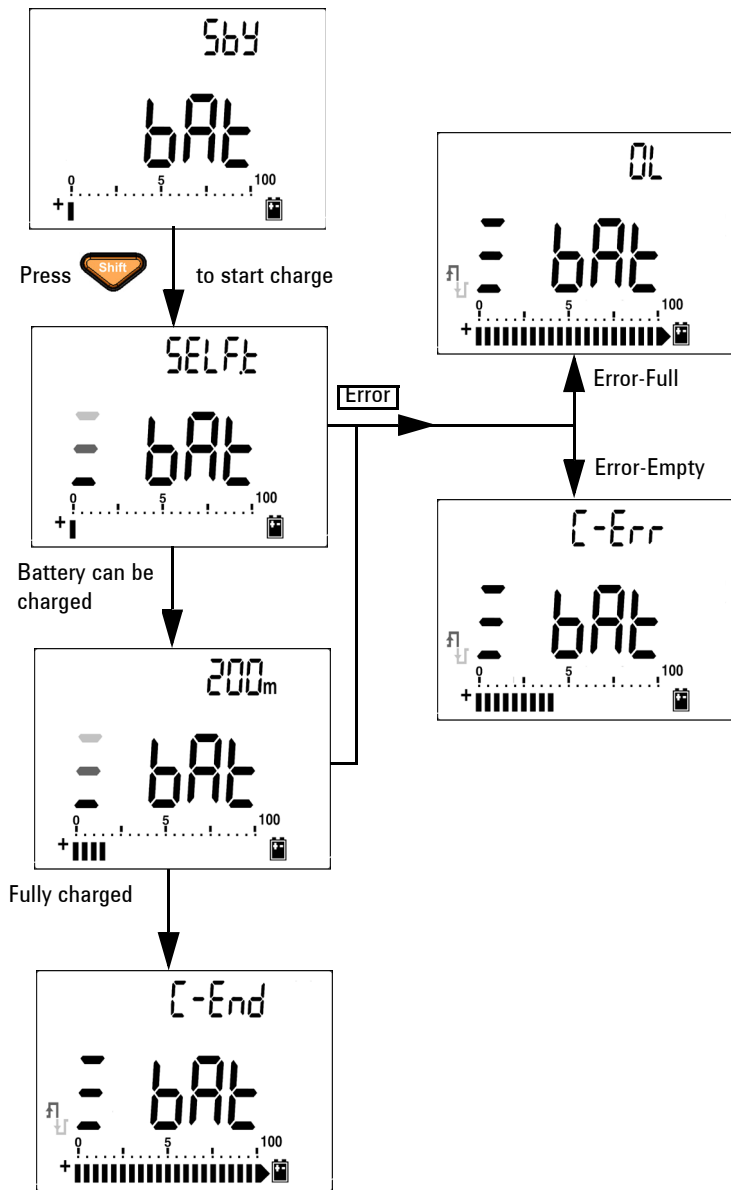 Sby
bAt
0 5 100
+
Press Shift to start charge
SELF.t
bAt
0 5 100
+
Battery can be
charged
200m
bAt
0 5 100
+
Fully charged
C-End
bAt
0 5 100
+
Error
OL
bAt
0 5 100
+
Error-Full
Error-Empty
C-Err
bAt
0 5 100
+